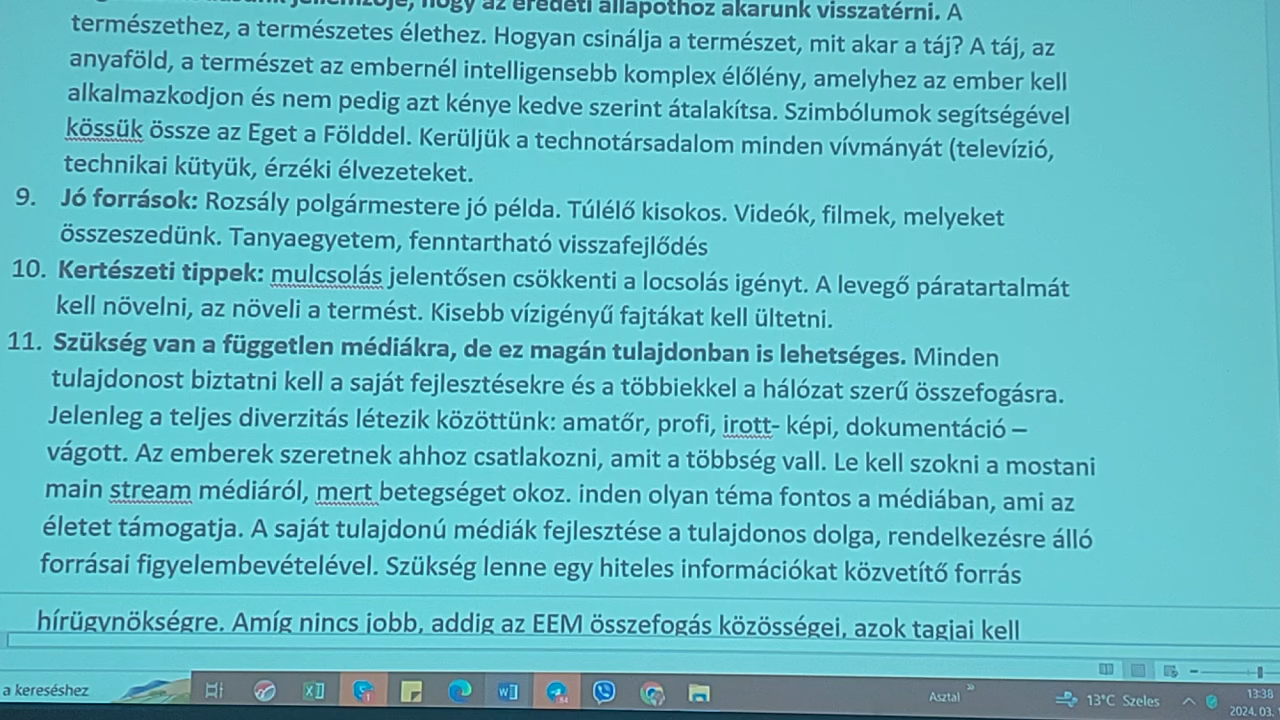 hogy az eredeti állapothoz akarunk visszatérni. A
természethez, a természetes élethez. Hogyan csinálja a természet, mit akar a táj? A táj, az
anyaföld, a természet az embernél intelligensebb komplex élőlény, amelyhez az ember kell
alkalmazkodjon és nem pedig azt kénye kedve szerint átalakítsa. Szimbólumok segítségével
kössük össze az Eget a Földdel. Kerüljük a technotársadalom minden vívmányát (televízió,
technikai kütyük, érzéki élvezeteket.
9. Jó források: Rozsály polgármestere jó példa. Túlélő kisokos. Videók, filmek, melyeket
összeszedünk. Tanyaegyetem, fenntartható visszafejlődés
10. Kertészeti tippek: mulcsolás jelentősen csökkenti a locsolás igényt. A levegő páratartalmát
kell növelni, az növeli a termést. Kisebb vízigényű fajtákat kell ültetni.
11. Szükség van a független médiákra, de ez magán tulajdonban is lehetséges. Minden
tulajdonost biztatni kell a saját fejlesztésekre és a többiekkel a hálózat szerű összefogásra.
Jelenleg a teljes diverzitás létezik közöttünk: amatőr, profi, irott- képi, dokumentáció –
vágott. Az emberek szeretnek ahhoz csatlakozni, amit a többség vall. Le kell szokni a mostani
main stream médiáról, mert betegséget okoz. inden olyan téma fontos a médiában, ami az
életet támogatja. A saját tulajdonú médiák fejlesztése a tulajdonos dolga, rendelkezésre álló
forrásai figyelembevételével. Szükség lenne egy hiteles információkat közvetítő forrás
hírügynökségre. Amíg nincs jobb, addig az EEM összefogás közösségei, azok tagjai kell
a kereséshez
Asztal
13°C Szeles
13:38
2024. 03.